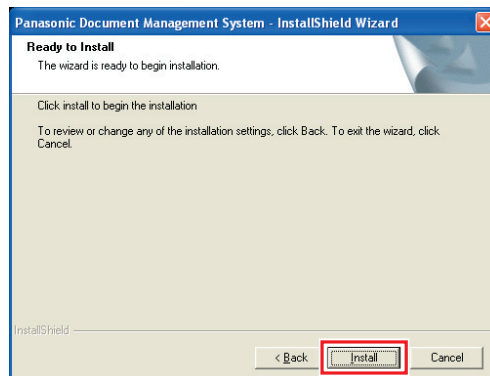 Panasonic Document Management System - InstallShield Wizard
Ready to Install
The wizard is ready to begin installation.
Click install to begin the installation
To review or change any of the installation settings, click Back. To exit the wizard, click
Cancel.
InstallShield
< Back Install Cancel